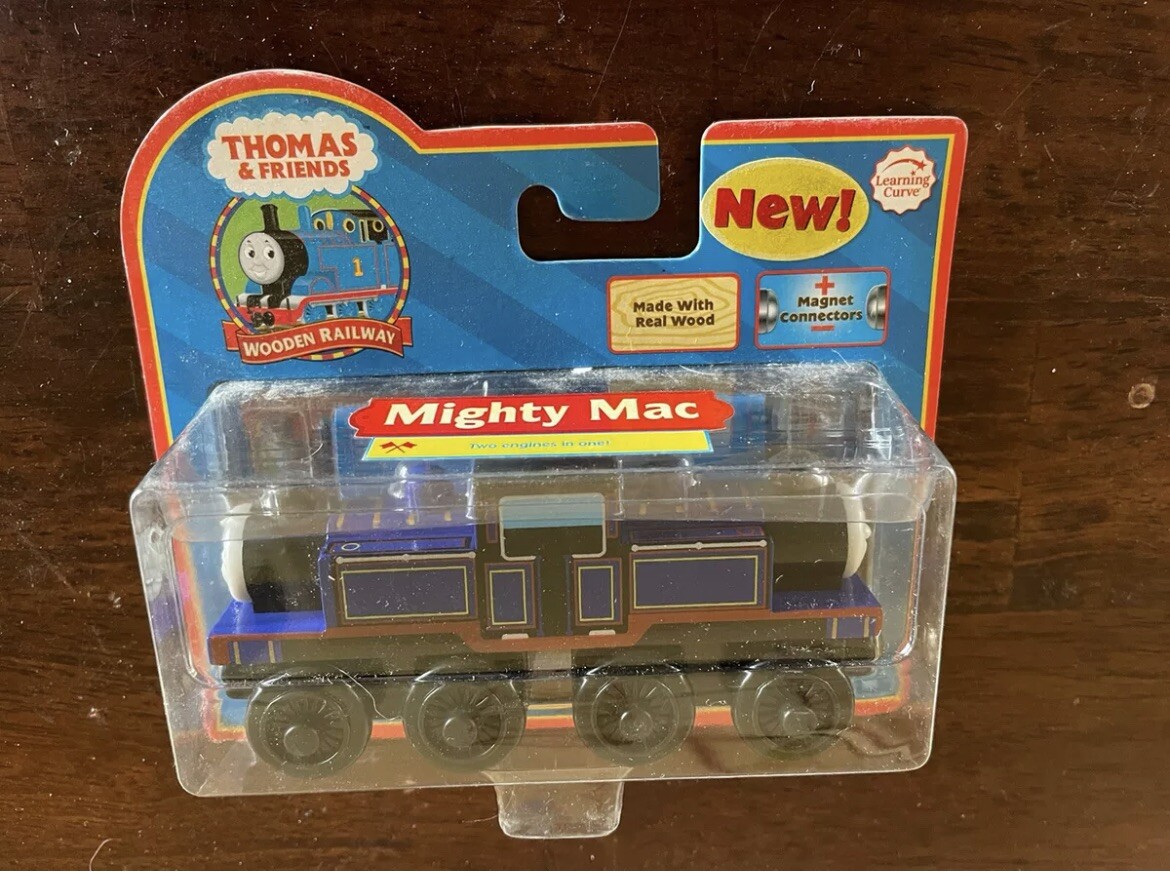 THOMAS
& FRIENDS
1
WOODEN RAILWAY
New!
Learning
Curve
Made With
Real Wood
+
Magnet
Connectors
−
Mighty Mac
Two engines in one!